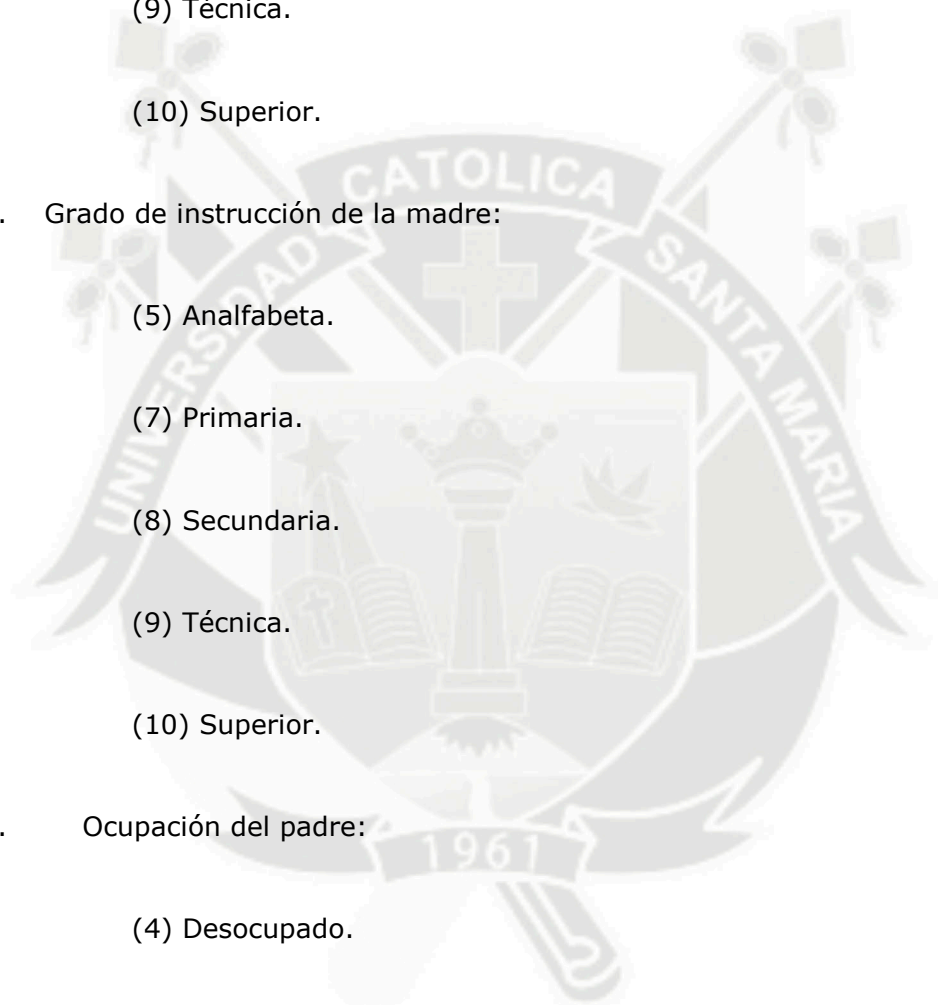 (9) Técnica.
(10) Superior.
. Grado de instrucción de la madre:
(5) Analfabeta.
(7) Primaria.
(8) Secundaria.
(9) Técnica.
(10) Superior.
. Ocupación del padre:
(4) Desocupado.
UNIVERSIDAD CATOLICA SANTA MARIA
1961